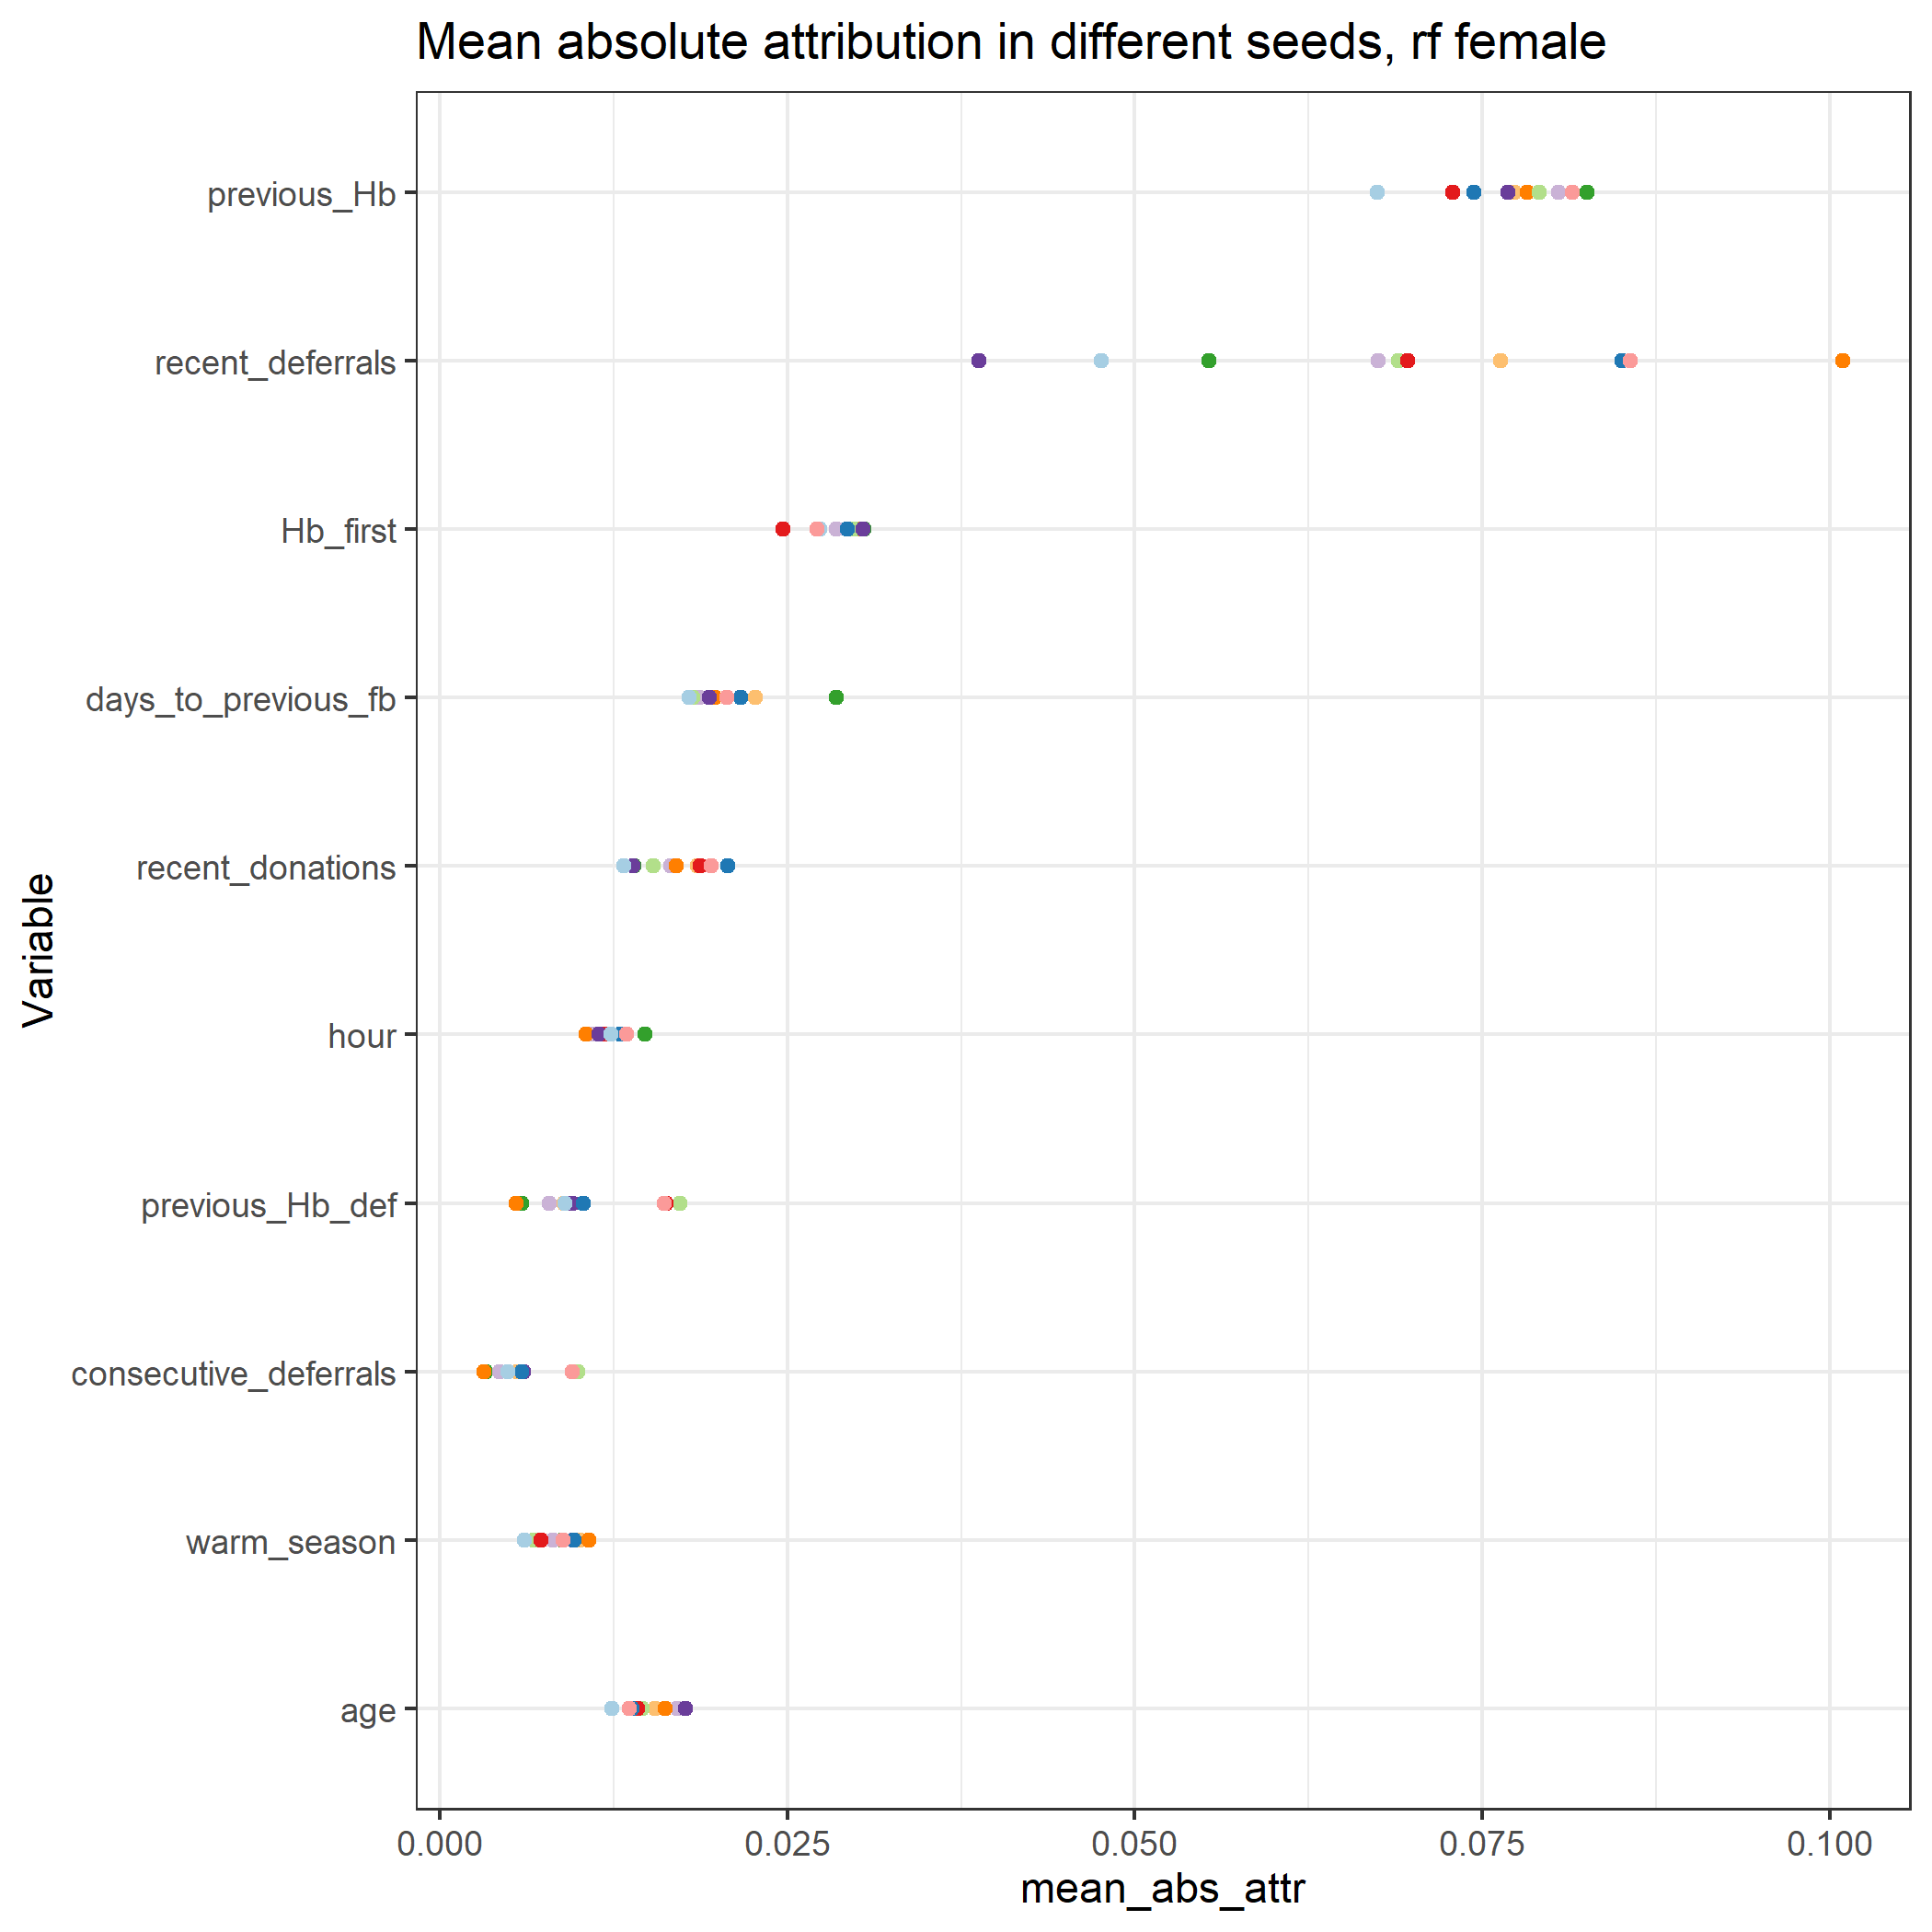 Mean absolute attribution in different seeds, rf female
previous_Hb
recent_deferrals
Hb_first
days_to_previous_fb
recent_donations
hour
previous_Hb_def
consecutive_deferrals
warm_season
age
Variable
0.000 0.025 0.050 0.075 0.100
mean_abs_attr